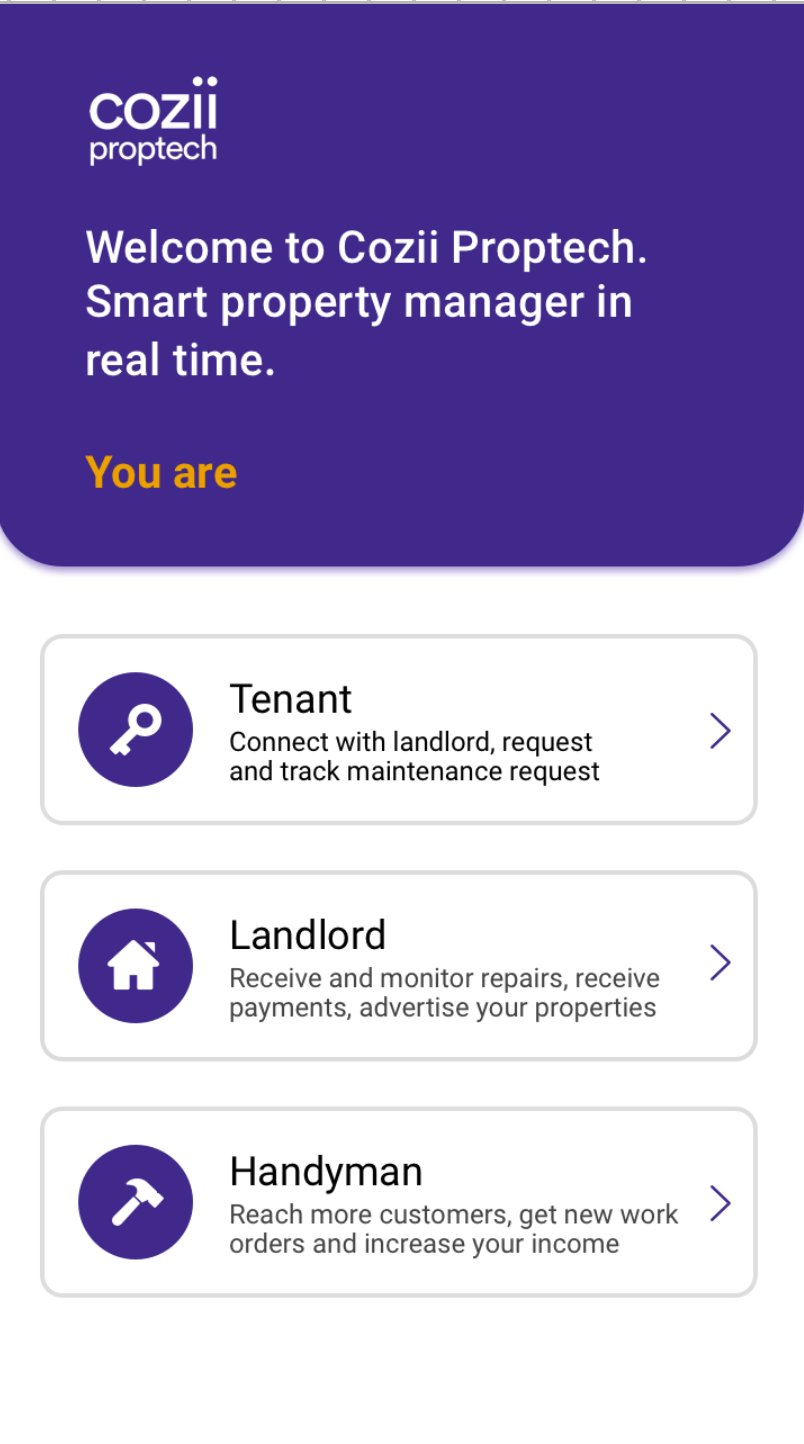 cozii
proptech
Welcome to Cozii Proptech.
Smart property manager in
real time.
You are
Tenant
Connect with landlord, request
and track maintenance request
Landlord
Receive and monitor repairs, receive
payments, advertise your properties
Handyman
Reach more customers, get new work
orders and increase your income